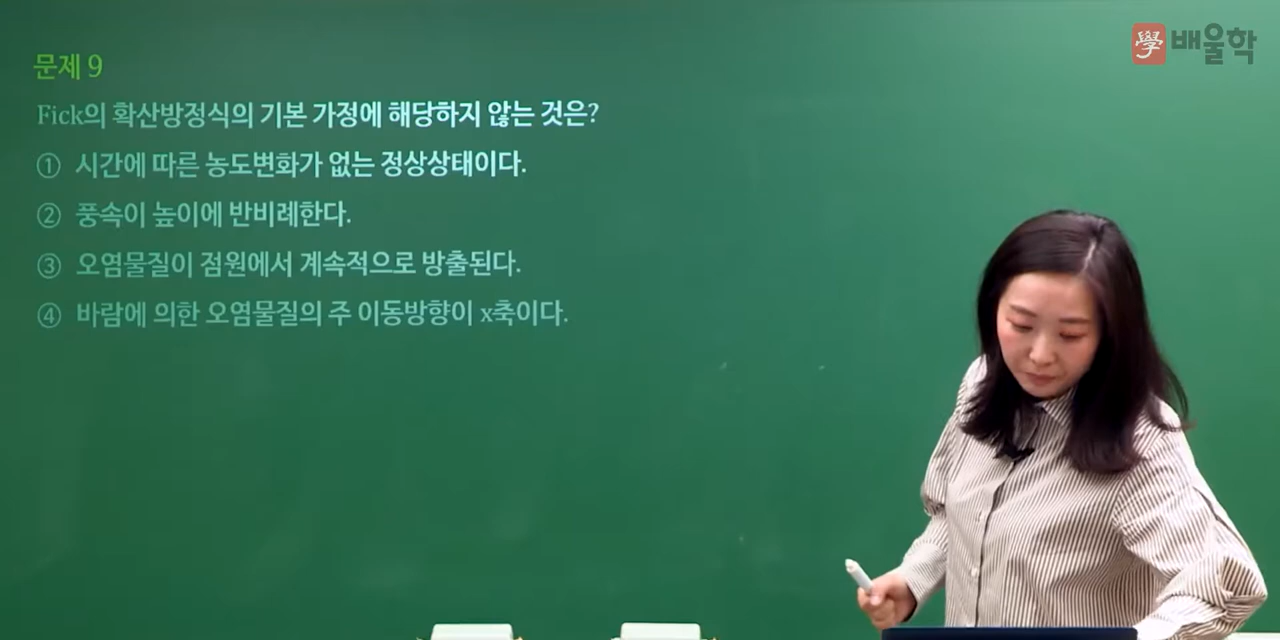 學 배울학
문제 9
Fick의 확산방정식의 기본 가정에 해당하지 않는 것은?
① 시간에 따른 농도변화가 없는 정상상태이다.
② 풍속이 높이에 반비례한다.
③ 오염물질이 점원에서 계속적으로 방출된다.
④ 바람에 의한 오염물질의 주 이동방향이 x축이다.